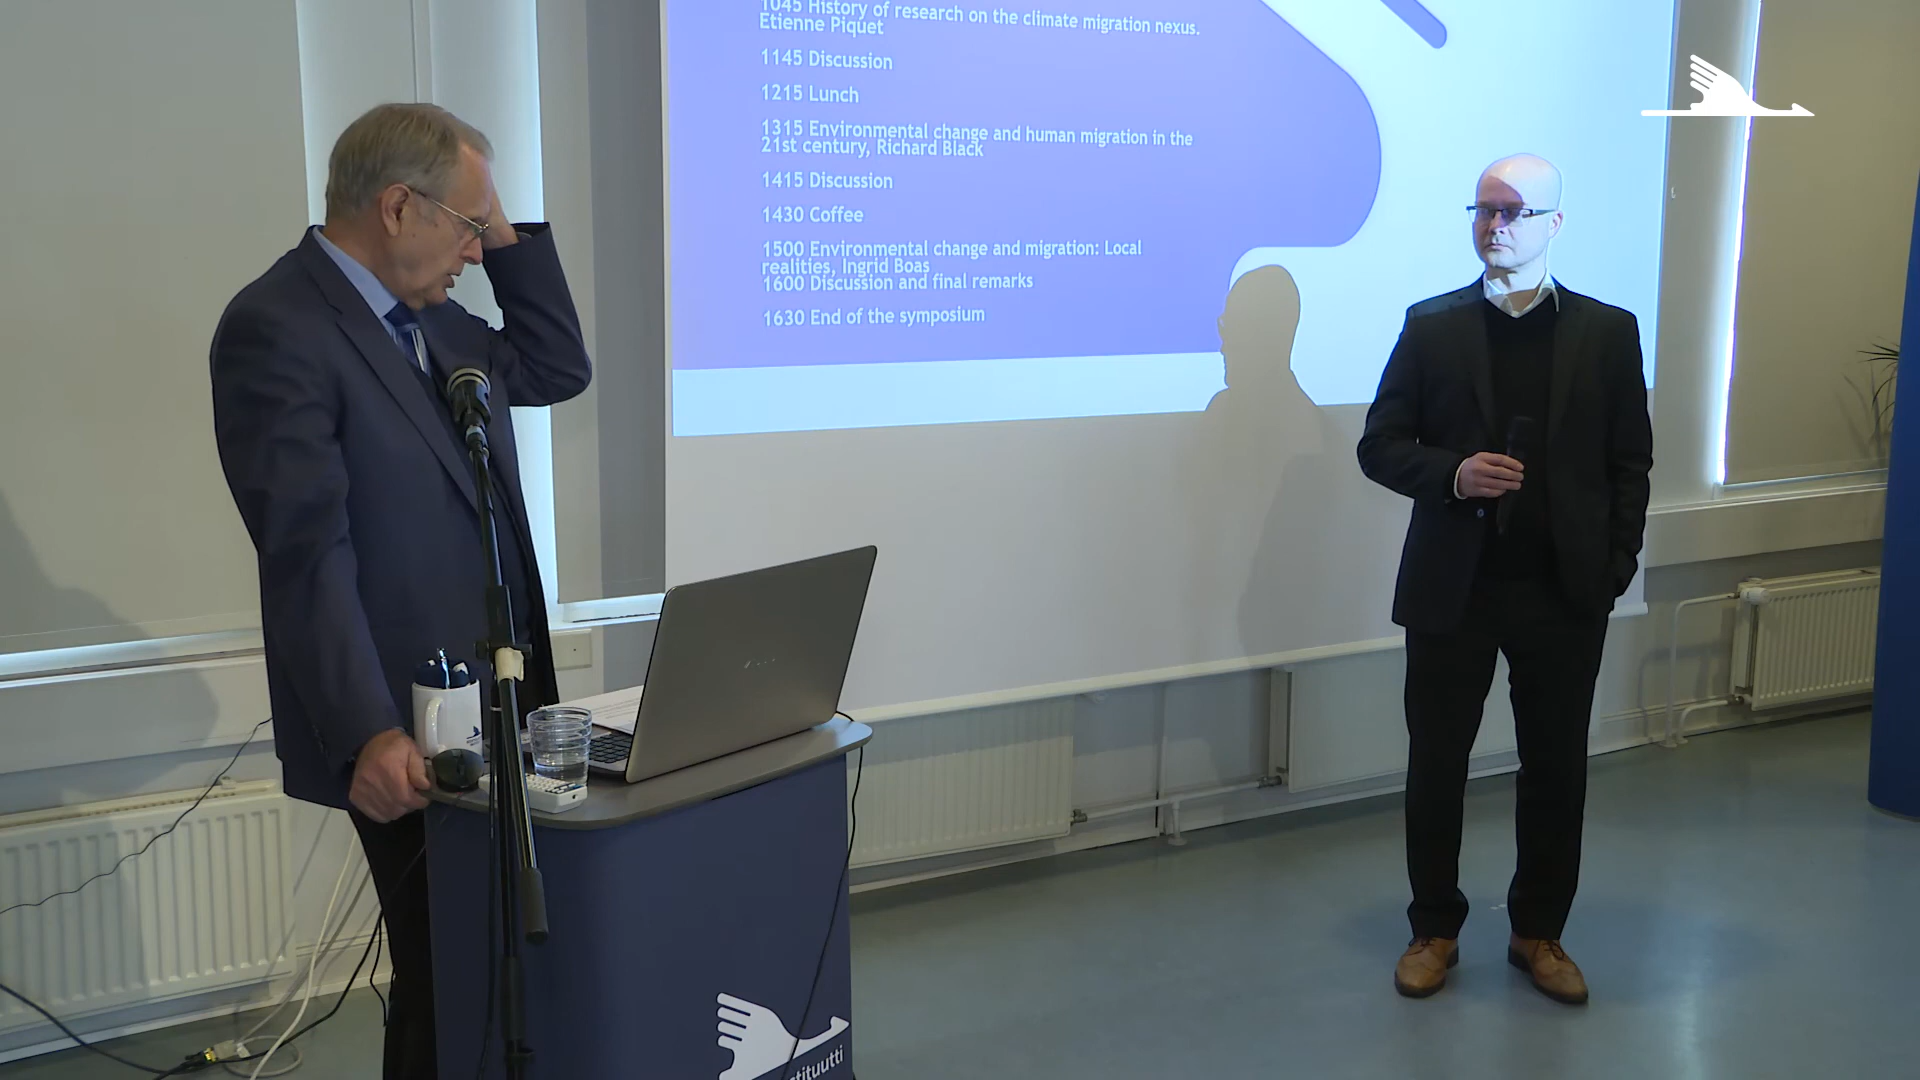 1045 History of research on the climate migration nexus.
Etienne Piquet
1145 Discussion
1215 Lunch
1315 Environmental change and human migration in the
21st century, Richard Black
1415 Discussion
1430 Coffee
1500 Environmental change and migration: Local
realities, Ingrid Boas
1600 Discussion and final remarks
1630 End of the symposium
stituutti